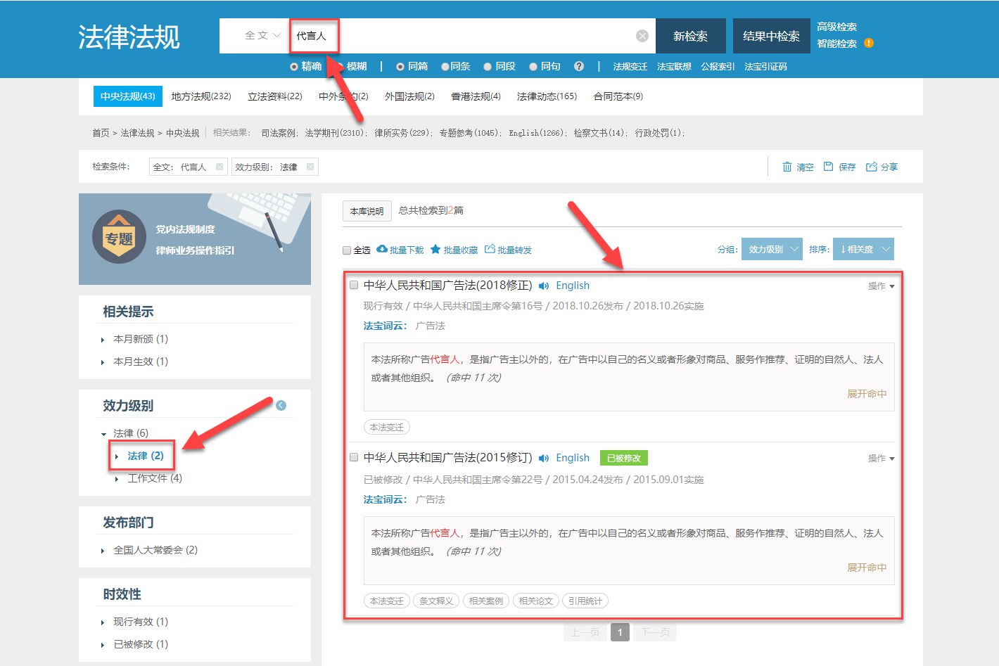 法律法规
全文
代言人
新检索
结果中检索
高级检索
智能检索
精确 模糊 | 同篇 同条 同段 同句 ? | 法规变迁 法宝联想 公报索引 法宝引证码
中央法规(43) 地方法规(232) 立法资料(22) 中外条约(2) 外国法规(2) 香港法规(4) 法律动态(165) 合同范本(9)
首页 > 法律法规 > 中央法规 相关结果： 司法案例; 法学期刊(2310); 律所实务(229); 专题参考(1045); English(1266); 检察文书(14); 行政处罚(1);
检索条件： 全文： 代言人 效力级别： 法律 清空 保存 分享
专题
党内法规制度
律师业务操作指引
相关提示
本月新颁 (1)
本月生效 (1)
效力级别
法律 (6)
法律 (2)
工作文件 (4)
发布部门
全国人大常委会 (2)
时效性
现行有效 (1)
已被修改 (1)
本库说明 总共检索到2篇
全选 批量下载 批量收藏 批量转发 分组： 效力级别 排序： ↓相关度
中华人民共和国广告法(2018修正) English 操作
现行有效 / 中华人民共和国主席令第16号 / 2018.10.26发布 / 2018.10.26实施
法宝词云： 广告法
本法所称广告代言人，是指广告主以外的，在广告中以自己的名义或者形象对商品、服务作推荐、证明的自然人、法人
或者其他组织。 （命中 11 次）
展开命中
本法变迁
中华人民共和国广告法(2015修订) English 已被修改 操作
已被修改 / 中华人民共和国主席令第22号 / 2015.04.24发布 / 2015.09.01实施
法宝词云： 广告法
本法所称广告代言人，是指广告主以外的，在广告中以自己的名义或者形象对商品、服务作推荐、证明的自然人、法人
或者其他组织。 （命中 11 次）
展开命中
本法变迁 条文释义 相关案例 相关论文 引用统计
上一页 1 下一页